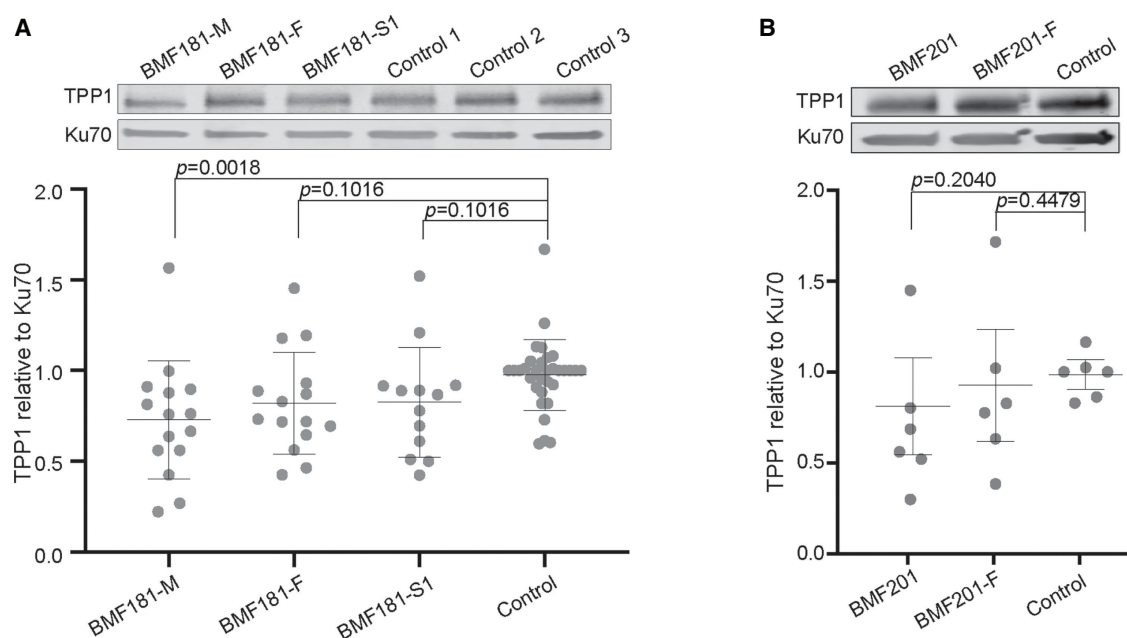 A
BMF181-M BMF181-F BMF181-S1 Control 1 Control 2 Control 3
TPP1
Ku70
p=0.0018
p=0.1016
p=0.1016
2.0
1.5
1.0
0.5
0.0
TPP1 relative to Ku70
BMF181-M BMF181-F BMF181-S1 Control
B
BMF201 BMF201-F Control
TPP1
Ku70
p=0.2040
p=0.4479
2.0
1.5
1.0
0.5
0.0
TPP1 relative to Ku70
BMF201 BMF201-F Control